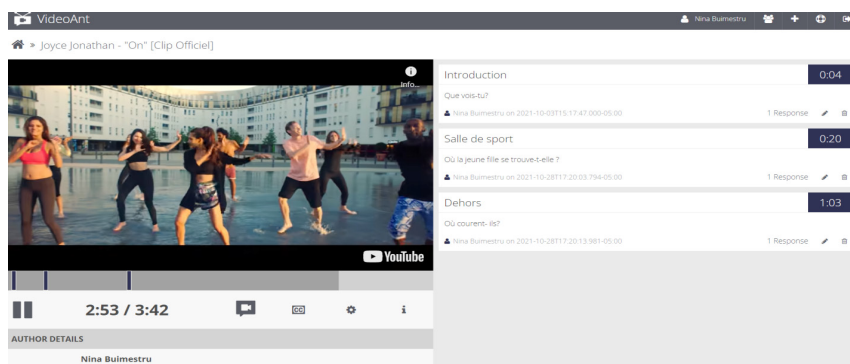 VideoAnt
Nina Buimestru
» Joyce Jonathan - "On" [Clip Officiel]
Info...
YouTube
2:53 / 3:42
CC
i
AUTHOR DETAILS
Nina Buimestru
Introduction 0:04
Que vois-tu?
Nina Buimestru on 2021-10-03T15:17:47.000-05:00 1 Response
Salle de sport 0:20
Où la jeune fille se trouve-t-elle ?
Nina Buimestru on 2021-10-28T17:20:03.794-05:00 1 Response
Dehors 1:03
Où courent- ils?
Nina Buimestru on 2021-10-28T17:20:13.981-05:00 1 Response